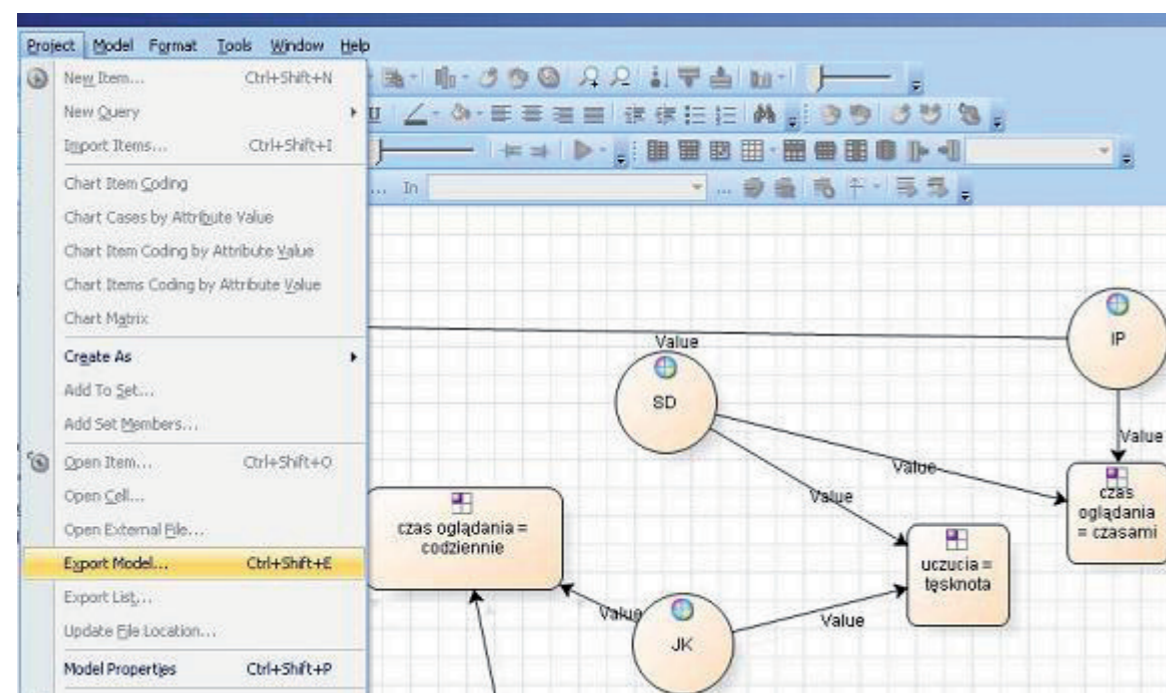 Project Model Format Tools Window Help
New Item... Ctrl+Shift+N
New Query
Import Items... Ctrl+Shift+I
Chart Item Coding
Chart Cases by Attribute Value
Chart Item Coding by Attribute Value
Chart Items Coding by Attribute Value
Chart Matrix
Create As
Add To Set...
Add Set Members...
Open Item... Ctrl+Shift+O
Open Cell...
Open External File...
Export Model... Ctrl+Shift+E
Export List...
Update File Location...
Model Properties Ctrl+Shift+P
U
... In
...
IP
Value
SD
Value
Value
Value
czas
oglądania
= czasami
czas oglądania =
codziennie
uczucia =
tęsknota
Value
Value
JK